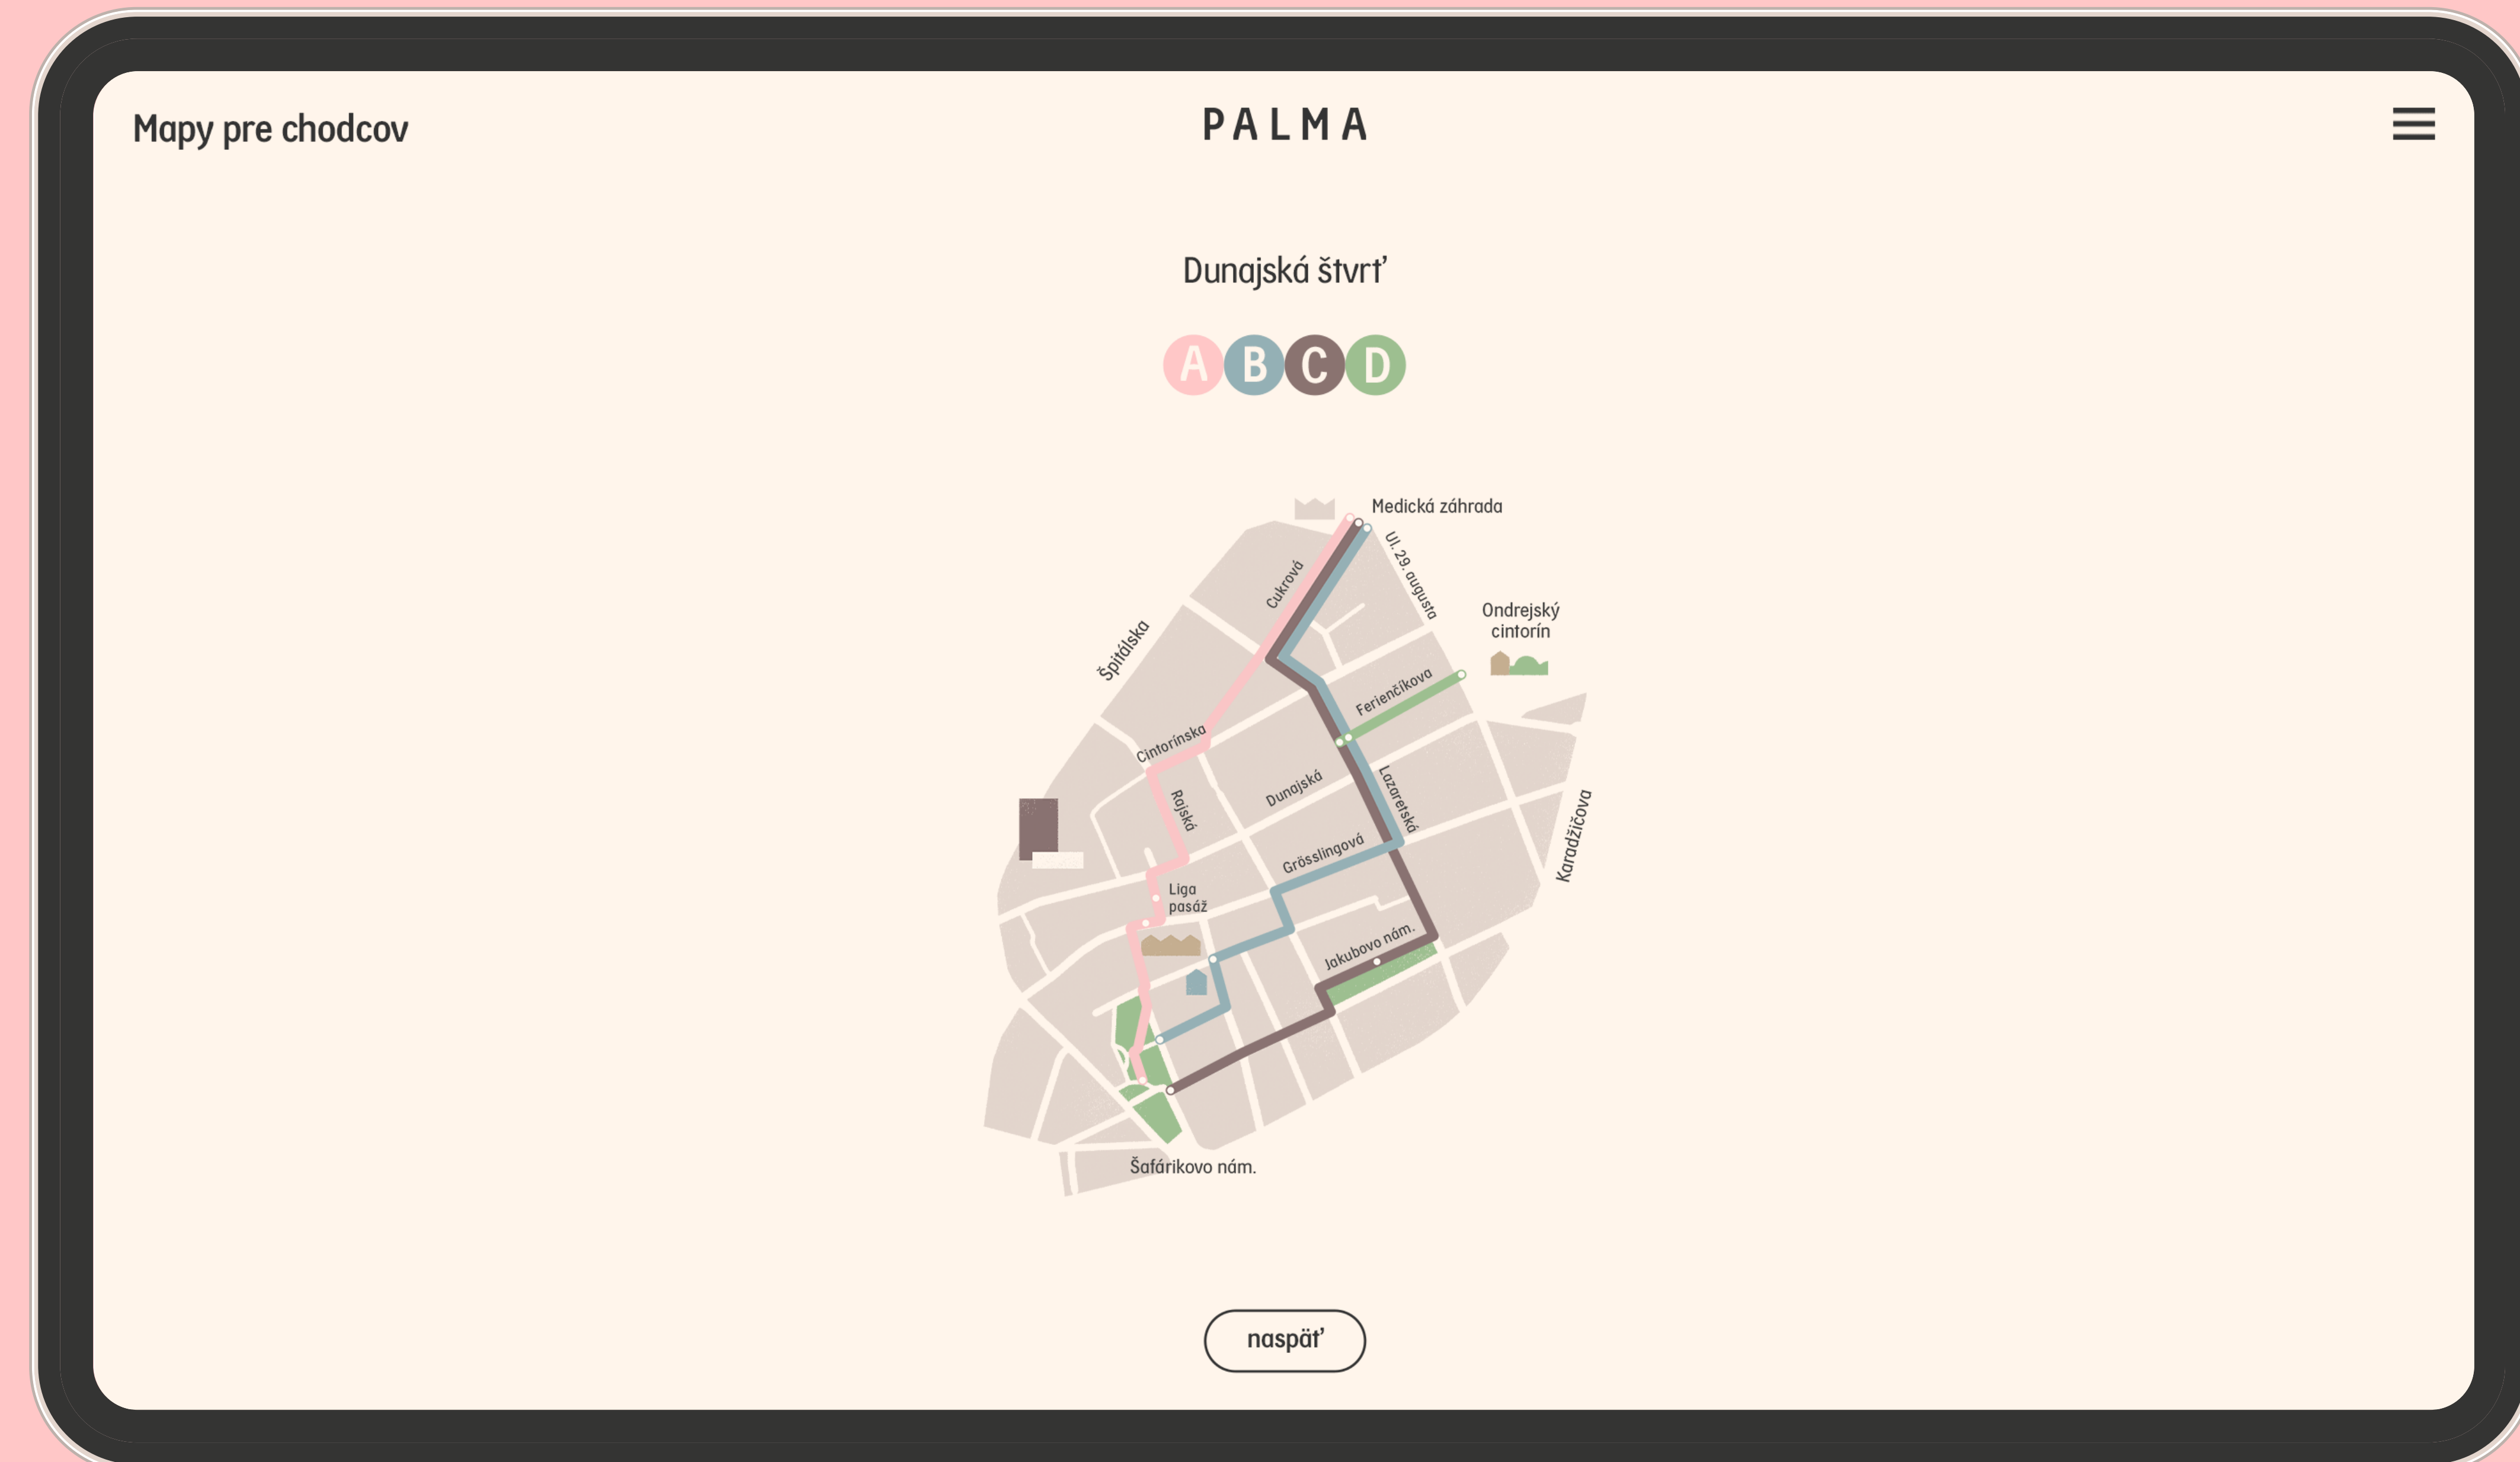 Mapy pre chodcov
PALMA
Dunajská štvrť
A B C D
Medická záhrada
Ul. 29. augusta
Cukrová
Ondrejský
cintorín
Špitálska
Ferienčíkova
Cintorínska
Rajská
Dunajská
Lazaretská
Karadžičova
Grösslingová
Liga
pasáž
Jakubovo nám.
Šafárikovo nám.
naspäť